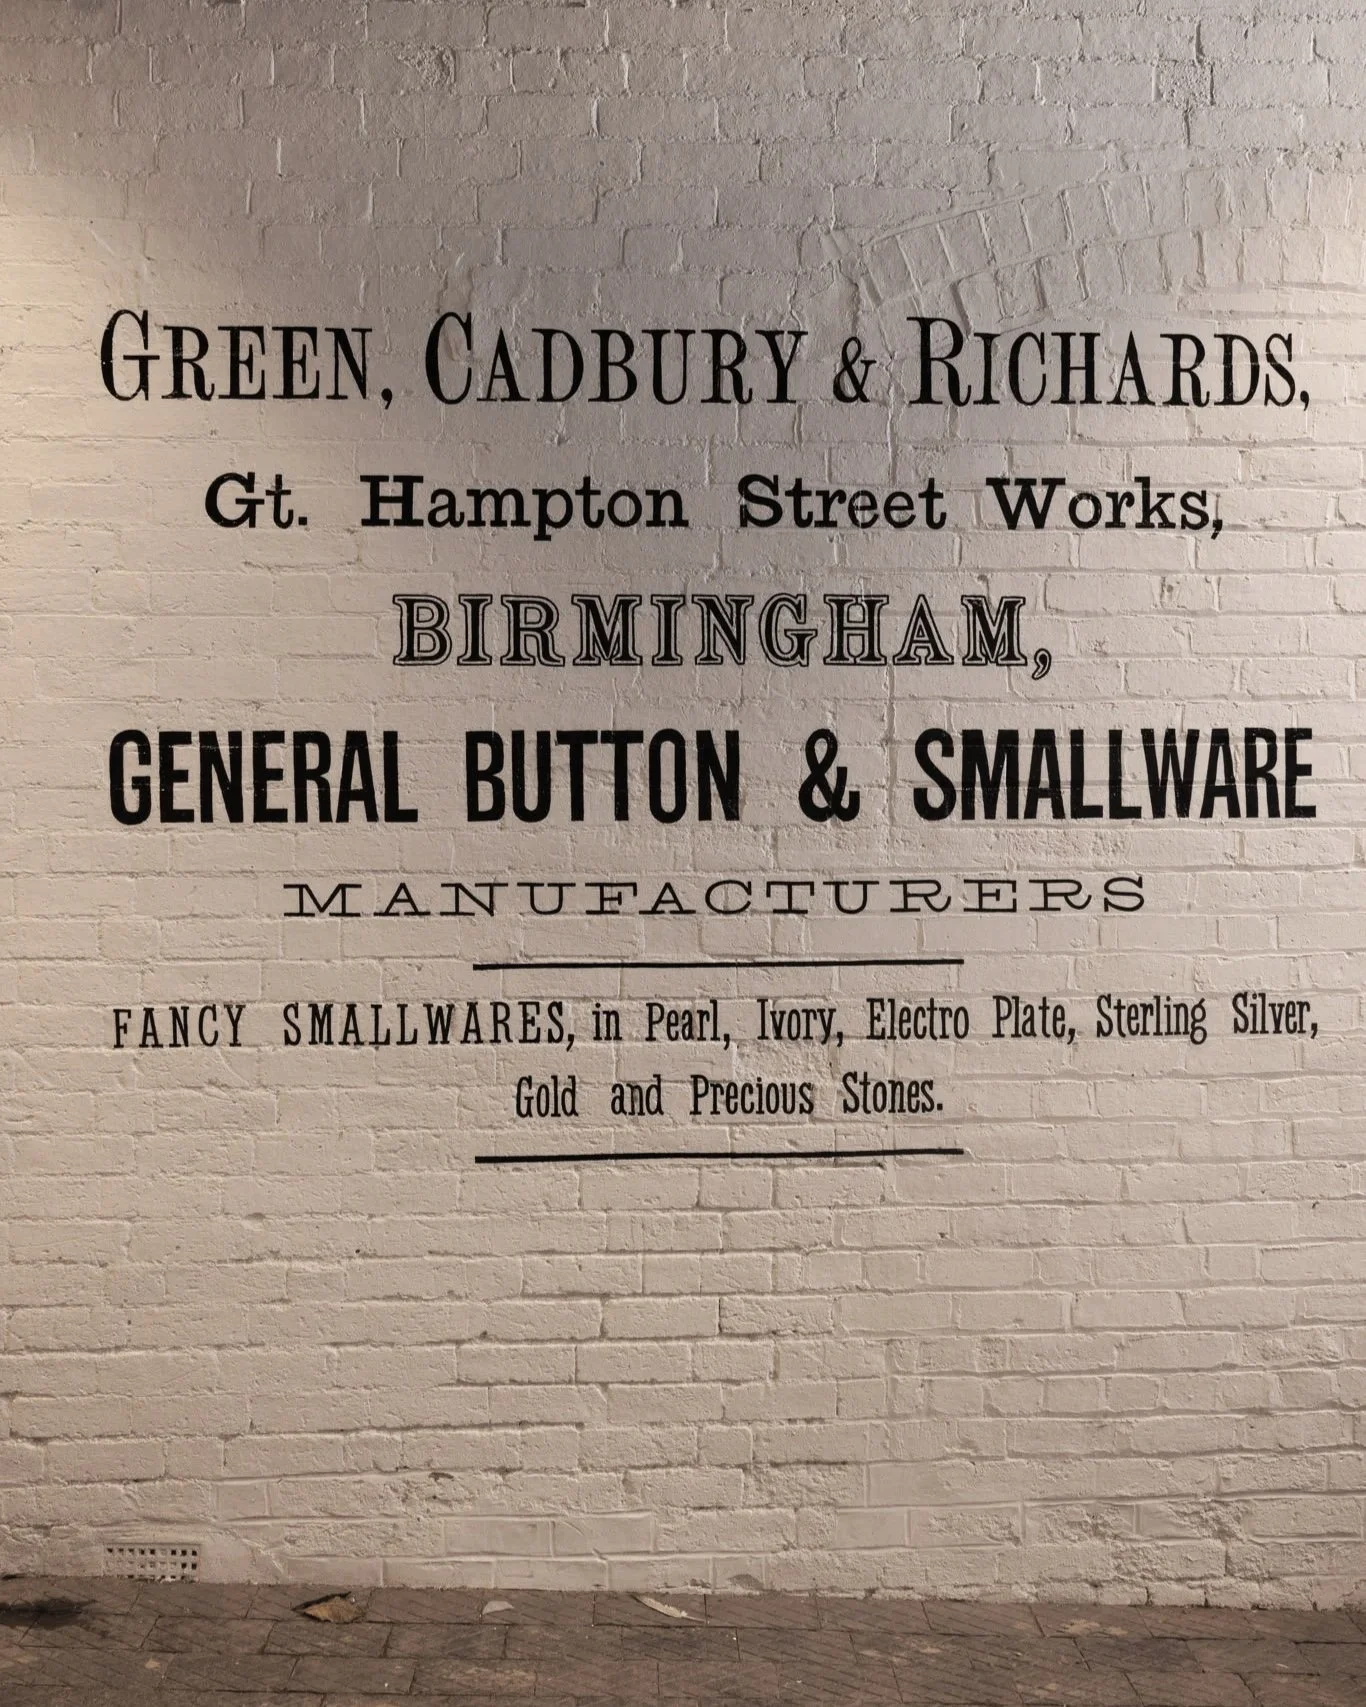 GREEN, CADBURY & RICHARDS,
Gt. Hampton Street Works,
BIRMINGHAM,
GENERAL BUTTON & SMALLWARE
MANUFACTURERS
FANCY SMALLWARES, in Pearl, Ivory, Electro Plate, Sterling Silver,
Gold and Precious Stones.